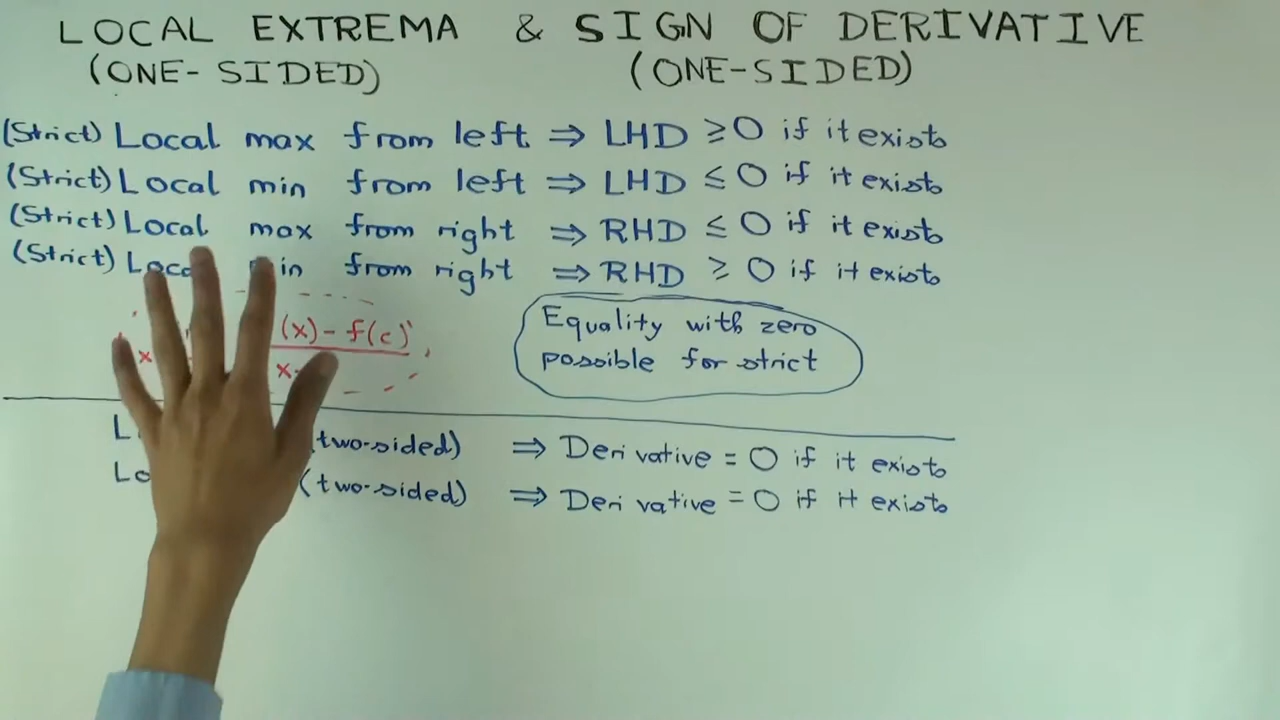 LOCAL EXTREMA & SIGN OF DERIVATIVE
(ONE-SIDED) (ONE-SIDED)
(Strict) Local max from left ⇒ LHD ≥ 0 if it exists
(Strict) Local min from left ⇒ LHD ≤ 0 if it exists
(Strict) Local max from right ⇒ RHD ≤ 0 if it exists
(Strict) from right ⇒ RHD ≥ 0 if it exists
(x) - f(c)
x x-
Equality with zero
possible for strict
(two-sided) ⇒ Derivative = 0 if it exists
(two-sided) ⇒ Derivative = 0 if it exists